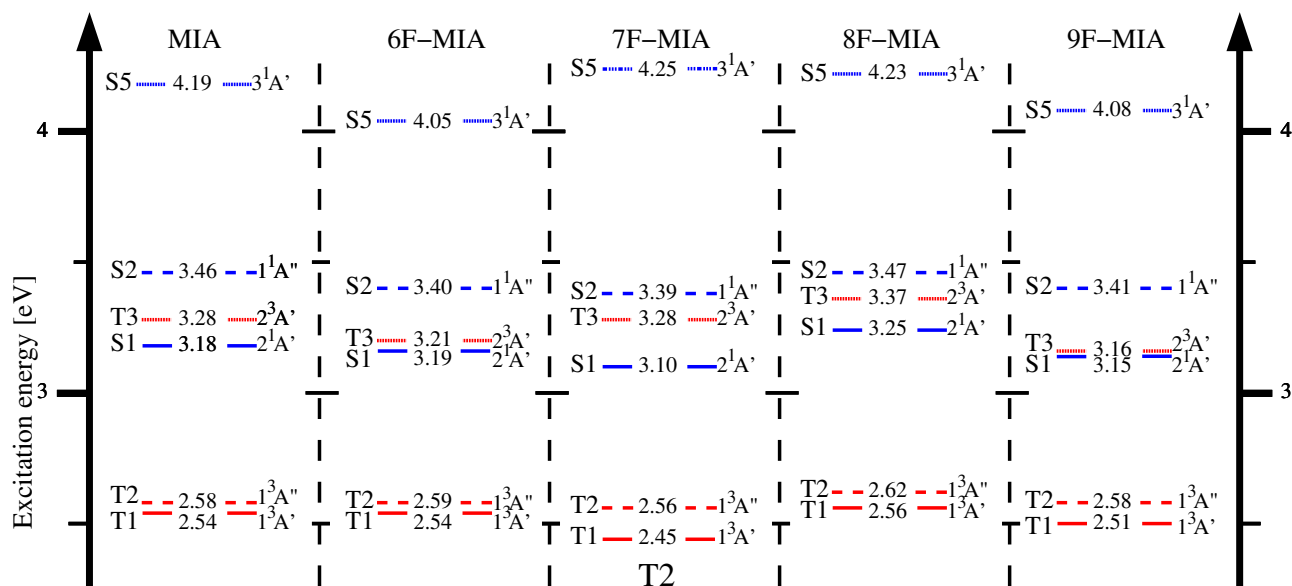 MIA 6F−MIA 7F−MIA 8F−MIA 9F−MIA
S5 4.25 3¹A’
S5 4.23 3¹A’
S5 4.19 3¹A’
S5 4.08 3¹A’
S5 4.05 3¹A’
4 4
S2 3.46 1¹A"
S2 3.47 1¹A"
S2 3.40 1¹A"
S2 3.39 1¹A"
S2 3.41 1¹A"
T3 3.37 2³A’
T3 3.28 2³A’
T3 3.28 2³A’
S1 3.25 2¹A’
T3 3.21 2³A’
S1 3.18 2¹A’
S1 3.19 2¹A’
T3 3.16 2³A’
S1 3.15 2¹A’
S1 3.10 2¹A’
3 3
Excitation energy [eV]
T2 2.58 1³A"
T2 2.59 1³A"
T2 2.56 1³A"
T2 2.62 1³A"
T2 2.58 1³A"
T1 2.54 1³A’
T1 2.54 1³A’
T1 2.45 1³A’
T1 2.56 1³A’
T1 2.51 1³A’
T2